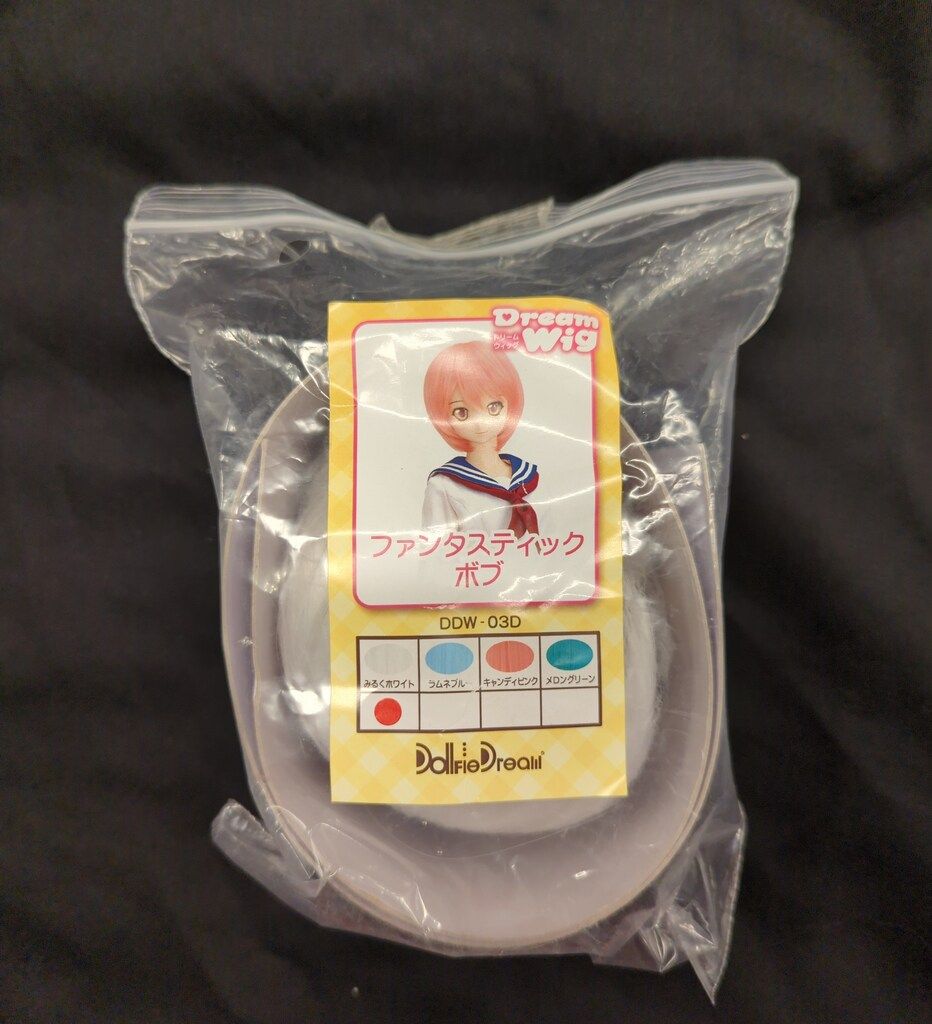 Dream
ドリーム
ウィッグ
Wig
ファンタスティック
ボブ
DDW-03D
みるくホワイト
ラムネブルー
キャンディピンク
メロングリーン
DollfieDream®